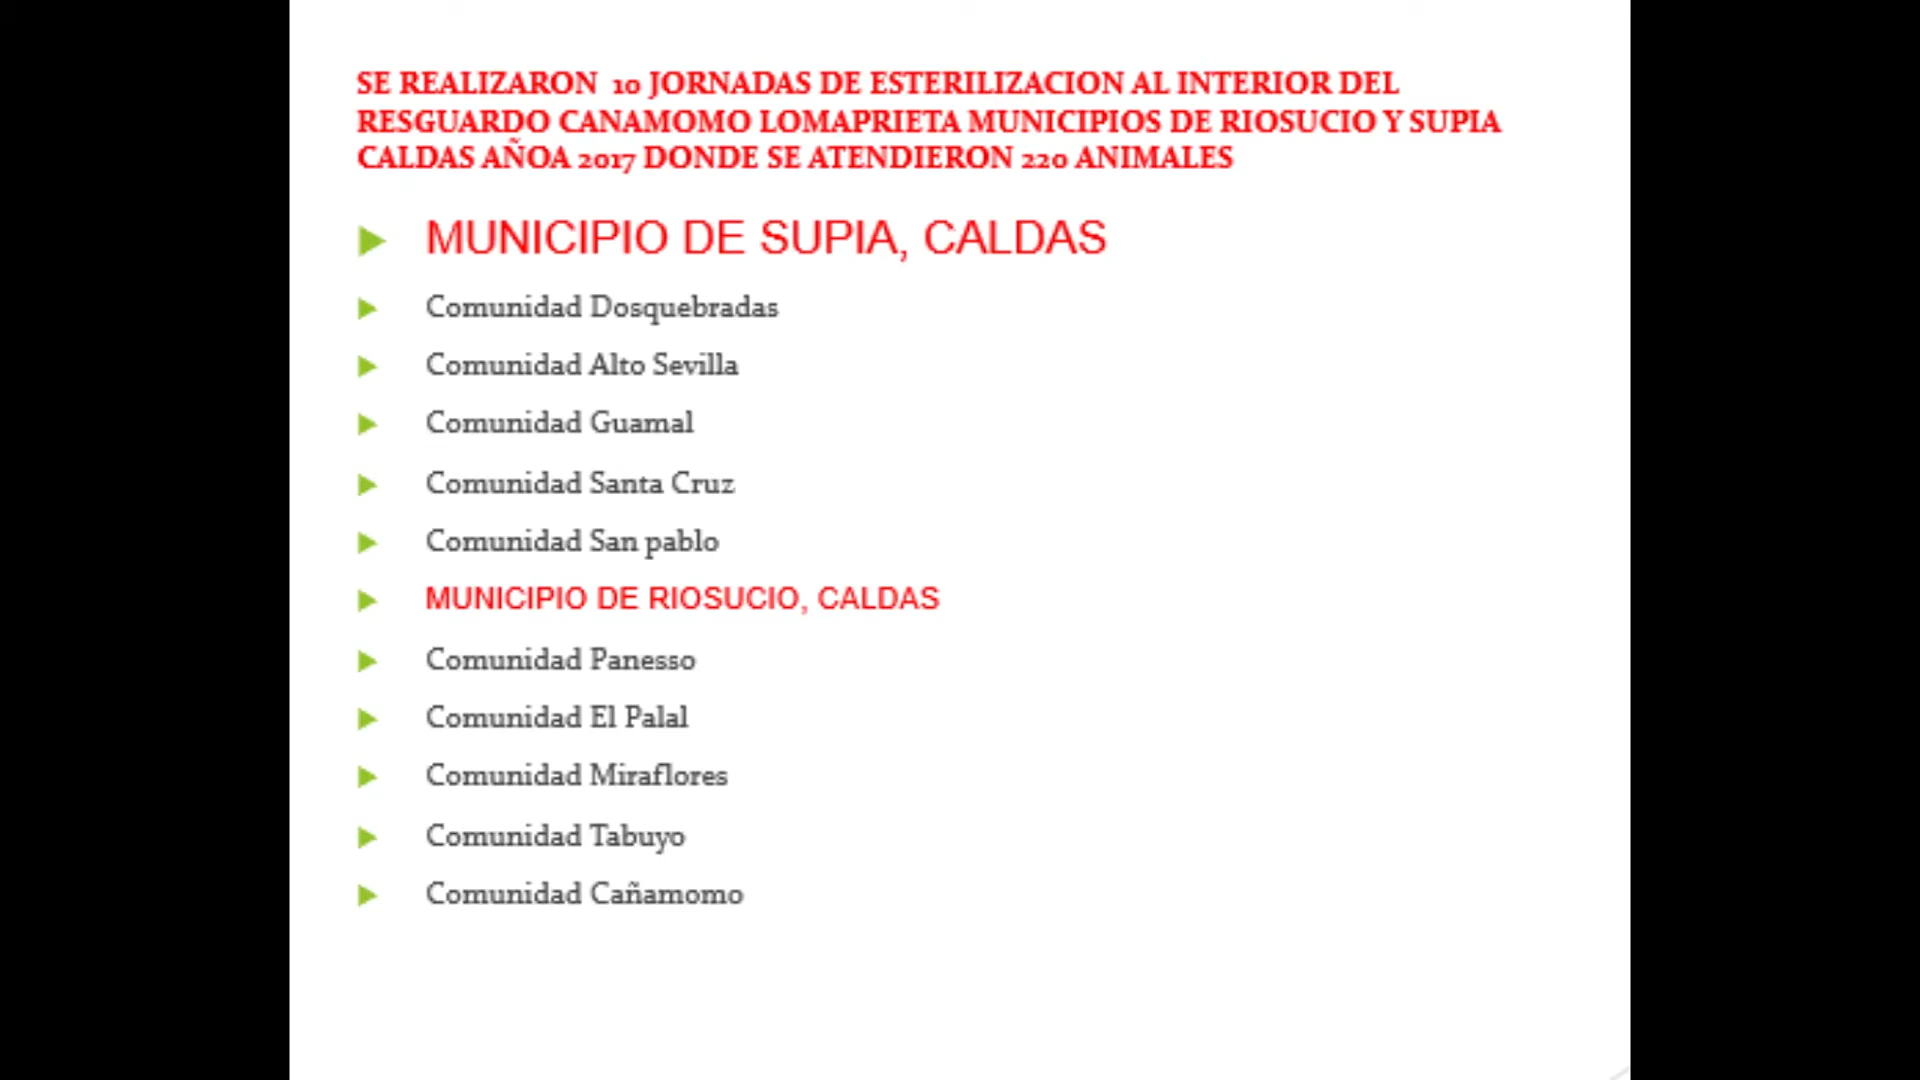 SE REALIZARON 10 JORNADAS DE ESTERILIZACION AL INTERIOR DEL
RESGUARDO CANAMOMO LOMAPRIETA MUNICIPIOS DE RIOSUCIO Y SUPIA
CALDAS AÑOA 2017 DONDE SE ATENDIERON 220 ANIMALES
MUNICIPIO DE SUPIA, CALDAS
Comunidad Dosquebradas
Comunidad Alto Sevilla
Comunidad Guamal
Comunidad Santa Cruz
Comunidad San pablo
MUNICIPIO DE RIOSUCIO, CALDAS
Comunidad Panesso
Comunidad El Palal
Comunidad Miraflores
Comunidad Tabuyo
Comunidad Cañamomo